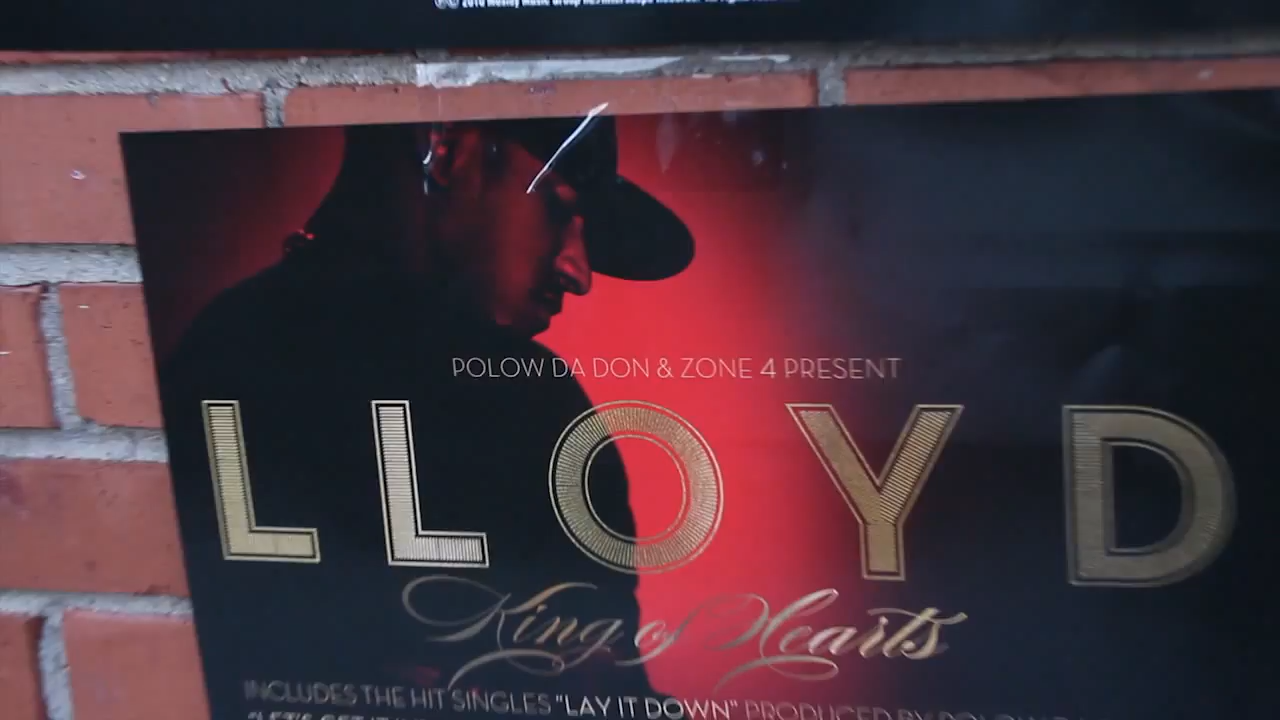 POLOW DA DON & ZONE 4 PRESENT
LLOYD
King of Hearts
INCLUDES THE HIT SINGLES "LAY IT DOWN" PRODUCED BY POLOW